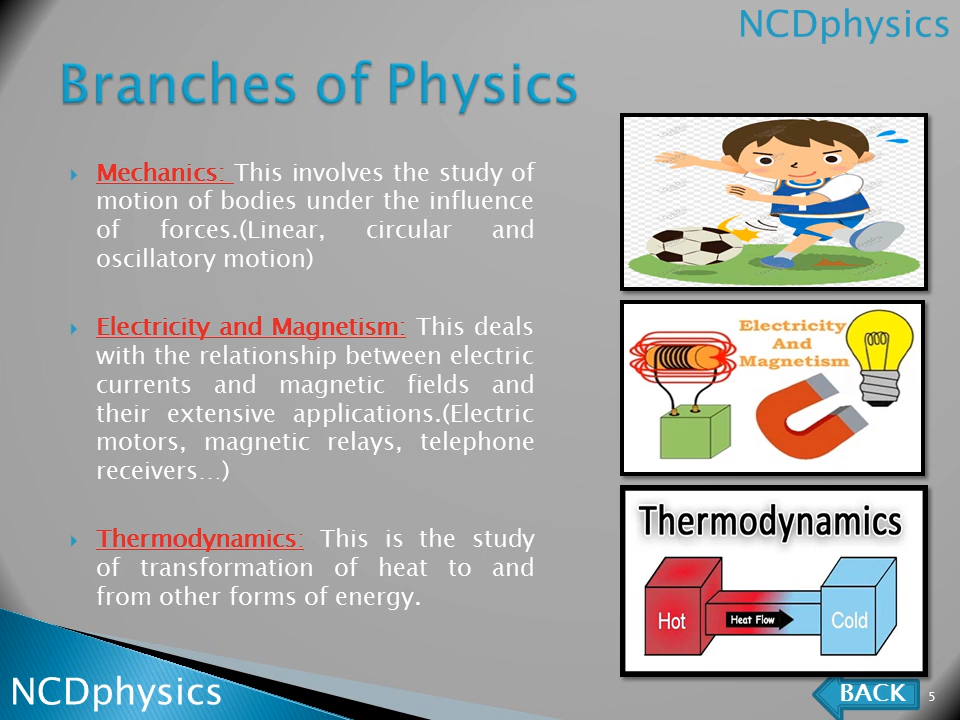 NCDphysics
Branches of Physics
Mechanics: This involves the study of
motion of bodies under the influence
of forces.(Linear, circular and
oscillatory motion)
Electricity and Magnetism: This deals
with the relationship between electric
currents and magnetic fields and
their extensive applications.(Electric
motors, magnetic relays, telephone
receivers…)
Thermodynamics: This is the study
of transformation of heat to and
from other forms of energy.
Electricity
And
Magnetism
Thermodynamics
Hot
Heat Flow
Cold
NCDphysics
BACK
5